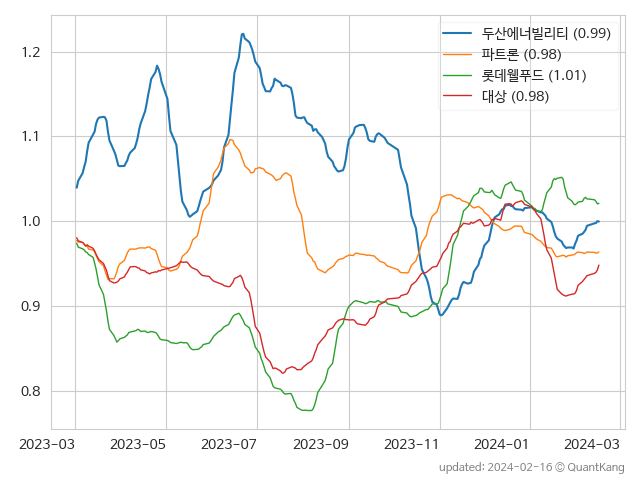 두산에너빌리티 (0.99)
파트론 (0.98)
롯데웰푸드 (1.01)
대상 (0.98)
1.2
1.1
1.0
0.9
0.8
2023-03 2023-05 2023-07 2023-09 2023-11 2024-01 2024-03
updated: 2024-02-16 © QuantKang